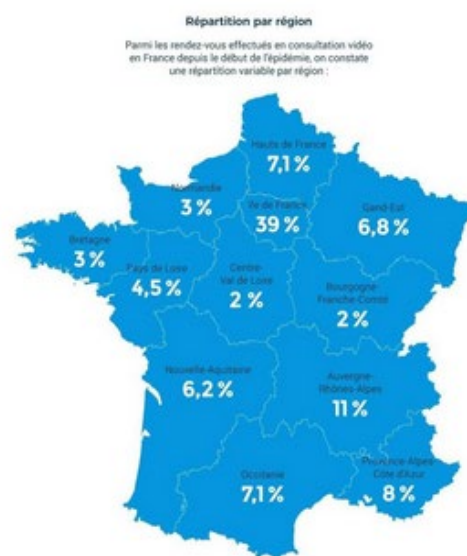 Répartition par région
Parmi les rendez-vous effectués en consultation vidéo
en France depuis le début de l'épidémie, on constate
une répartition variable par région :
Hauts de France
7,1 %
Normandie
3 %
Ile de France
39 %
Gand-Est
6,8 %
Bretagne
3 %
Pays de Loire
4,5 %
Centre-
Val de Loire
2 %
Bourgogne-
Franche-Comté
2 %
Nouvelle-Aquitaine
6,2 %
Auvergne-
Rhônes-Alpes
11 %
Occitanie
7,1 %
Provence-Alpes-
Côte d'Azur
8 %